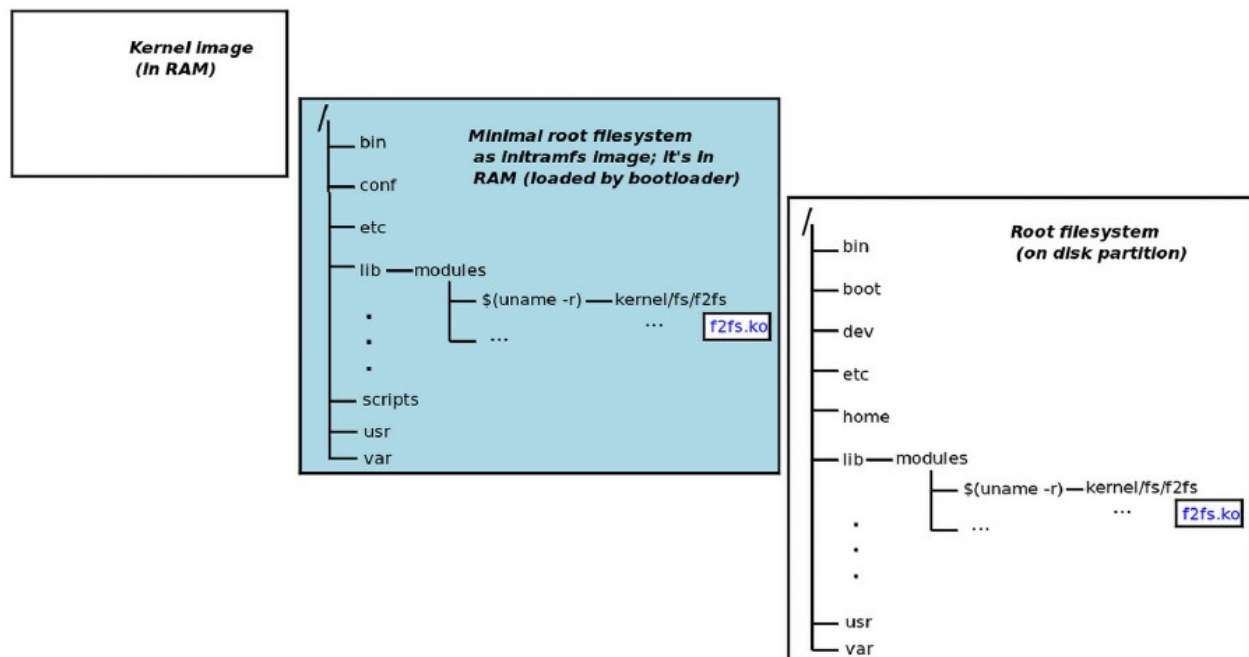 Kernel image
(in RAM)
/
bin
Minimal root filesystem
as initramfs image; it's in
RAM (loaded by bootloader)
conf
etc
lib
modules
$(uname -r)
kernel/fs/f2fs
...
f2fs.ko
...
.
.
.
scripts
usr
var
/
Root filesystem
(on disk partition)
bin
boot
dev
etc
home
lib
modules
$(uname -r)
kernel/fs/f2fs
...
f2fs.ko
...
.
.
.
usr
var